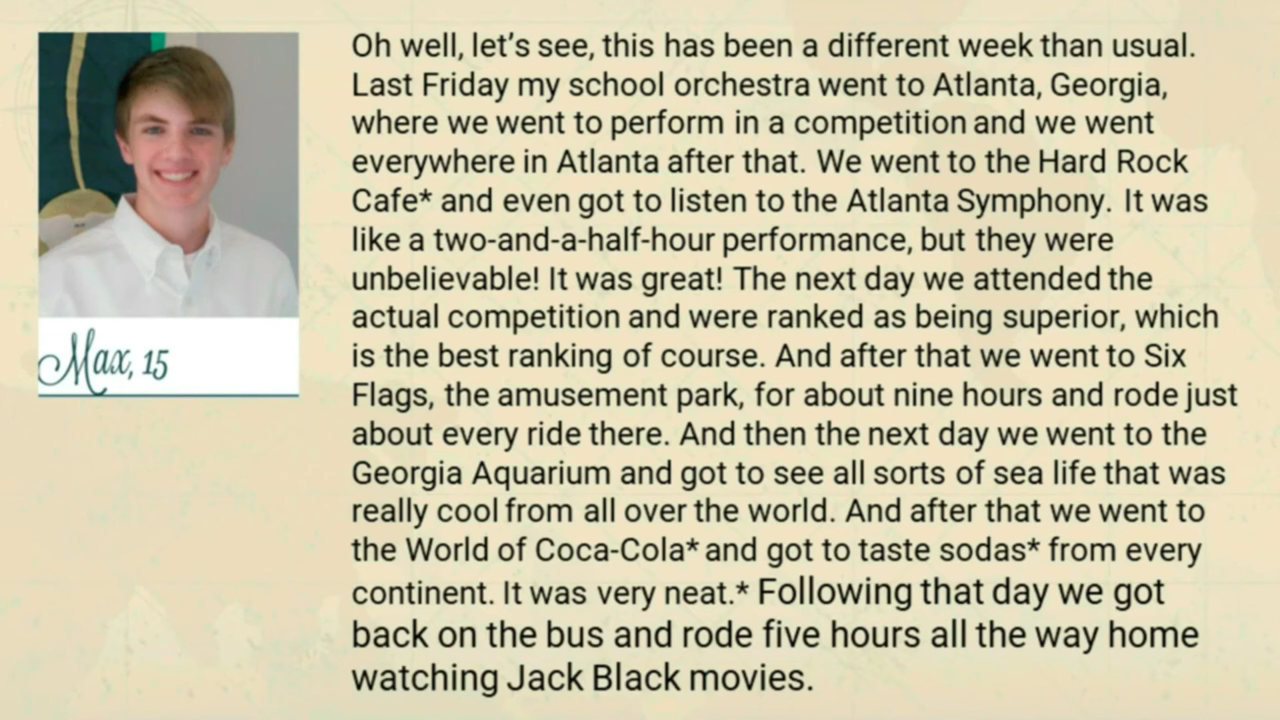 Max, 15
Oh well, let's see, this has been a different week than usual.
Last Friday my school orchestra went to Atlanta, Georgia,
where we went to perform in a competition and we went
everywhere in Atlanta after that. We went to the Hard Rock
Cafe* and even got to listen to the Atlanta Symphony. It was
like a two-and-a-half-hour performance, but they were
unbelievable! It was great! The next day we attended the
actual competition and were ranked as being superior, which
is the best ranking of course. And after that we went to Six
Flags, the amusement park, for about nine hours and rode just
about every ride there. And then the next day we went to the
Georgia Aquarium and got to see all sorts of sea life that was
really cool from all over the world. And after that we went to
the World of Coca-Cola* and got to taste sodas* from every
continent. It was very neat.* Following that day we got
back on the bus and rode five hours all the way home
watching Jack Black movies.